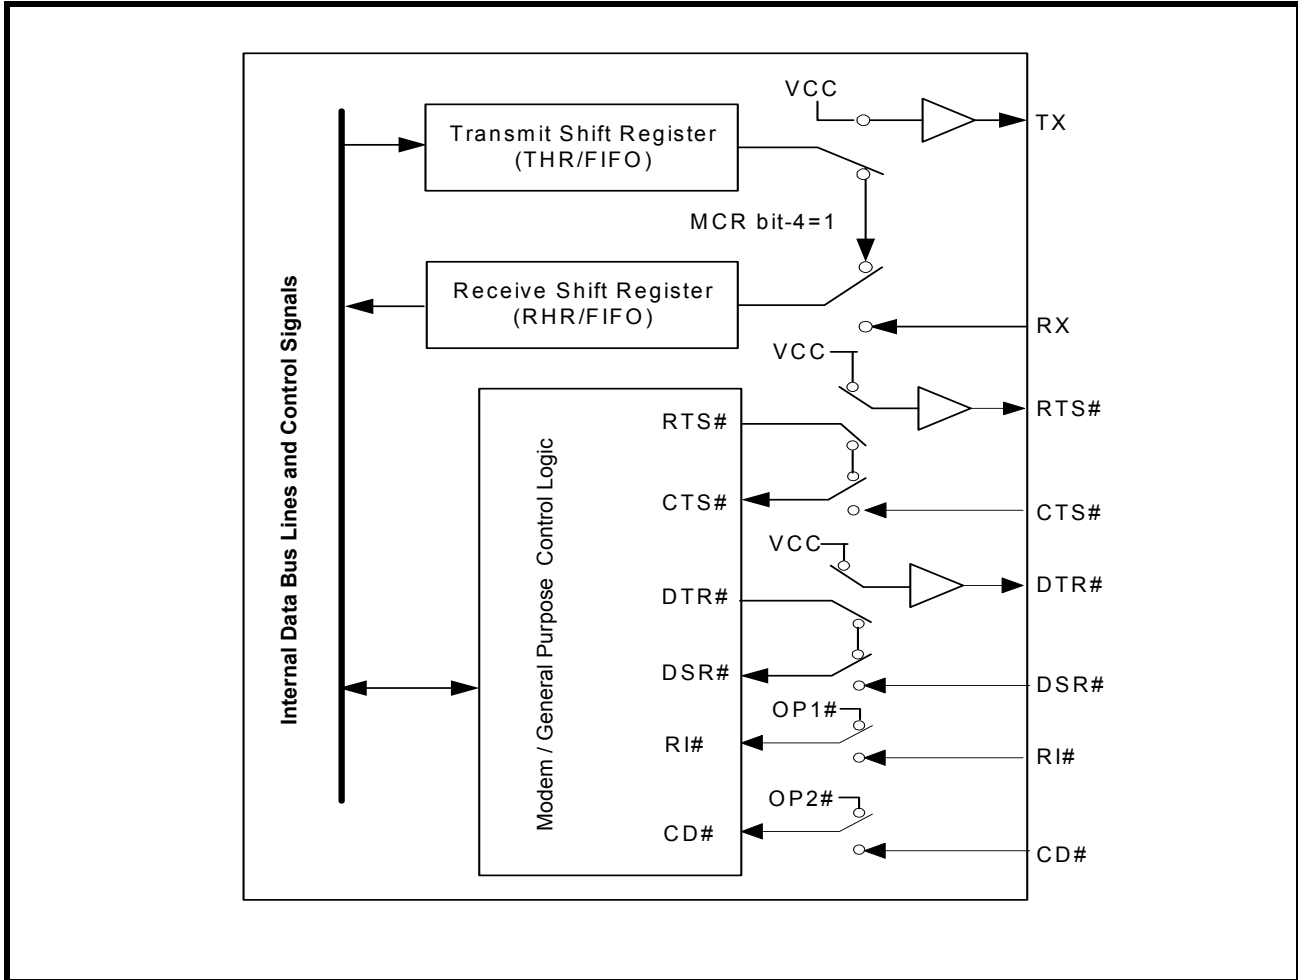 VCC
TX
Transmit Shift Register
(THR/FIFO)
MCR bit-4=1
Receive Shift Register
(RHR/FIFO)
RX
VCC
RTS#
RTS#
CTS#
CTS#
VCC
DTR#
DTR#
DSR#
DSR#
OP1#
RI#
RI#
OP2#
CD#
CD#
Internal Data Bus Lines and Control Signals
Modem / General Purpose Control Logic